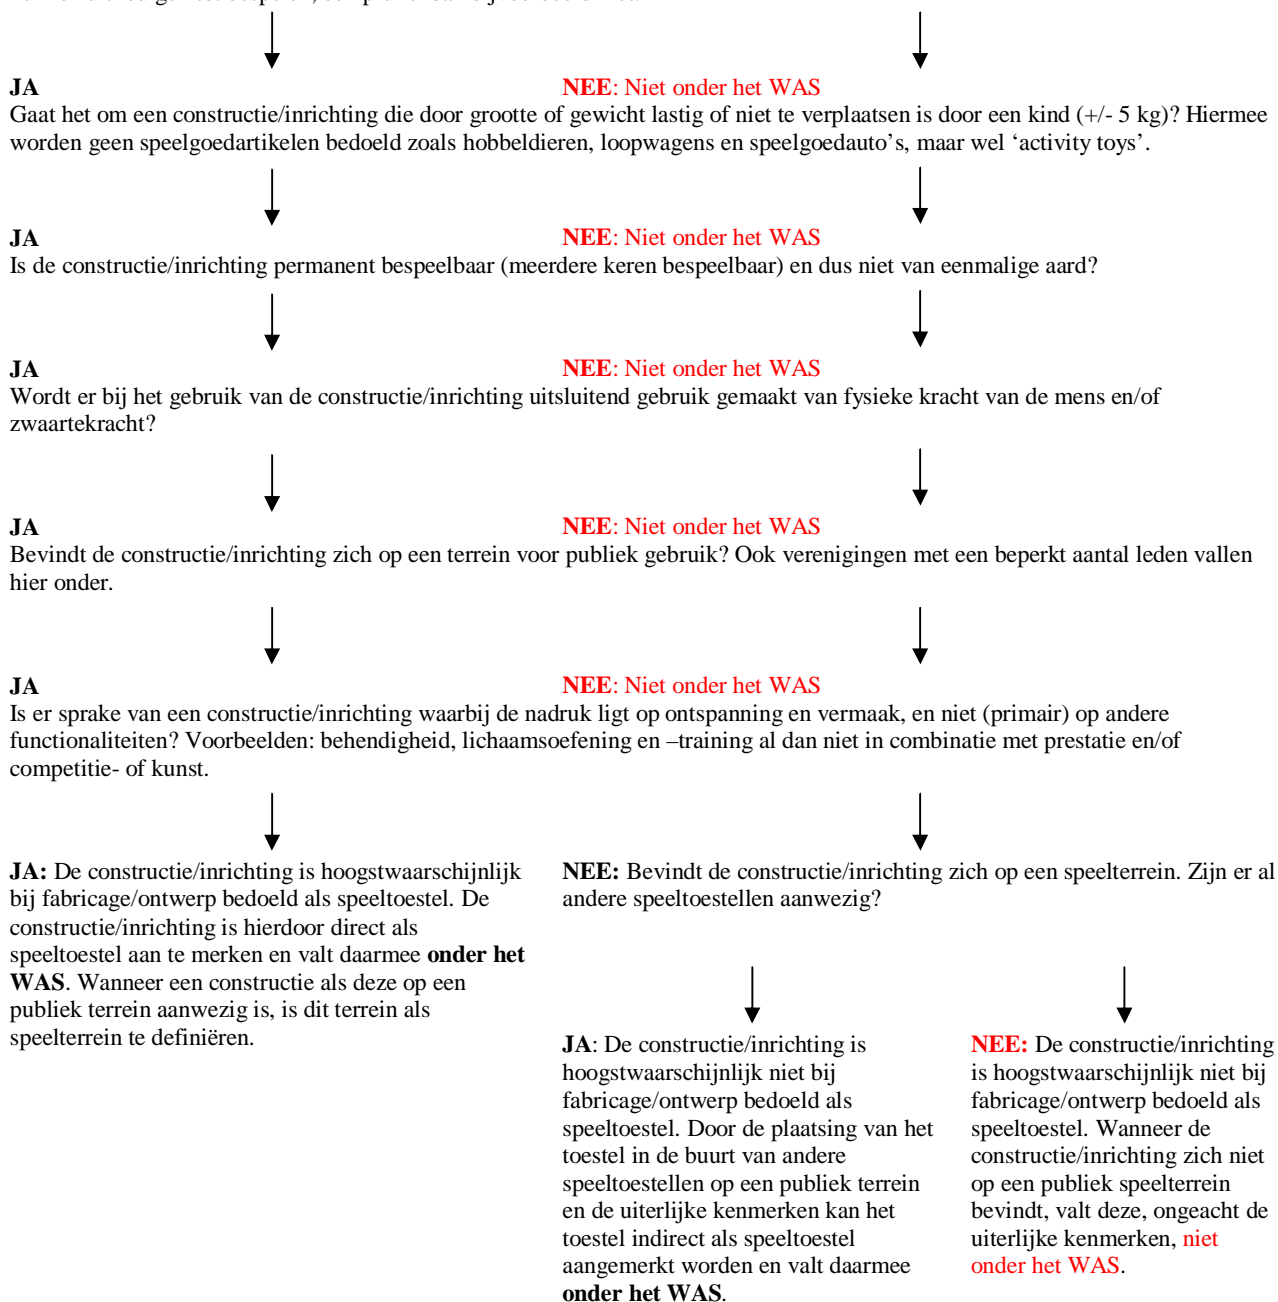 JA
NEE: Niet onder het WAS
Gaat het om een constructie/inrichting die door grootte of gewicht lastig of niet te verplaatsen is door een kind (+/- 5 kg)? Hiermee
worden geen speelgoedartikelen bedoeld zoals hobbeldieren, loopwagens en speelgoedauto’s, maar wel ‘activity toys’.
JA
NEE: Niet onder het WAS
Is de constructie/inrichting permanent bespeelbaar (meerdere keren bespeelbaar) en dus niet van eenmalige aard?
JA
NEE: Niet onder het WAS
Wordt er bij het gebruik van de constructie/inrichting uitsluitend gebruik gemaakt van fysieke kracht van de mens en/of
zwaartekracht?
JA
NEE: Niet onder het WAS
Bevindt de constructie/inrichting zich op een terrein voor publiek gebruik? Ook verenigingen met een beperkt aantal leden vallen
hier onder.
JA
NEE: Niet onder het WAS
Is er sprake van een constructie/inrichting waarbij de nadruk ligt op ontspanning en vermaak, en niet (primair) op andere
functionaliteiten? Voorbeelden: behendigheid, lichaamsoefening en –training al dan niet in combinatie met prestatie en/of
competitie- of kunst.
JA: De constructie/inrichting is hoogstwaarschijnlijk
bij fabricage/ontwerp bedoeld als speeltoestel. De
constructie/inrichting is hierdoor direct als
speeltoestel aan te merken en valt daarmee onder het
WAS. Wanneer een constructie als deze op een
publiek terrein aanwezig is, is dit terrein als
speelterrein te definiëren.
NEE: Bevindt de constructie/inrichting zich op een speelterrein. Zijn er al
andere speeltoestellen aanwezig?
JA: De constructie/inrichting is
hoogstwaarschijnlijk niet bij
fabricage/ontwerp bedoeld als
speeltoestel. Door de plaatsing van het
toestel in de buurt van andere
speeltoestellen op een publiek terrein
en de uiterlijke kenmerken kan het
toestel indirect als speeltoestel
aangemerkt worden en valt daarmee
onder het WAS.
NEE: De constructie/inrichting
is hoogstwaarschijnlijk niet bij
fabricage/ontwerp bedoeld als
speeltoestel. Wanneer de
constructie/inrichting zich niet
op een publiek speelterrein
bevindt, valt deze, ongeacht de
uiterlijke kenmerken, niet
onder het WAS.